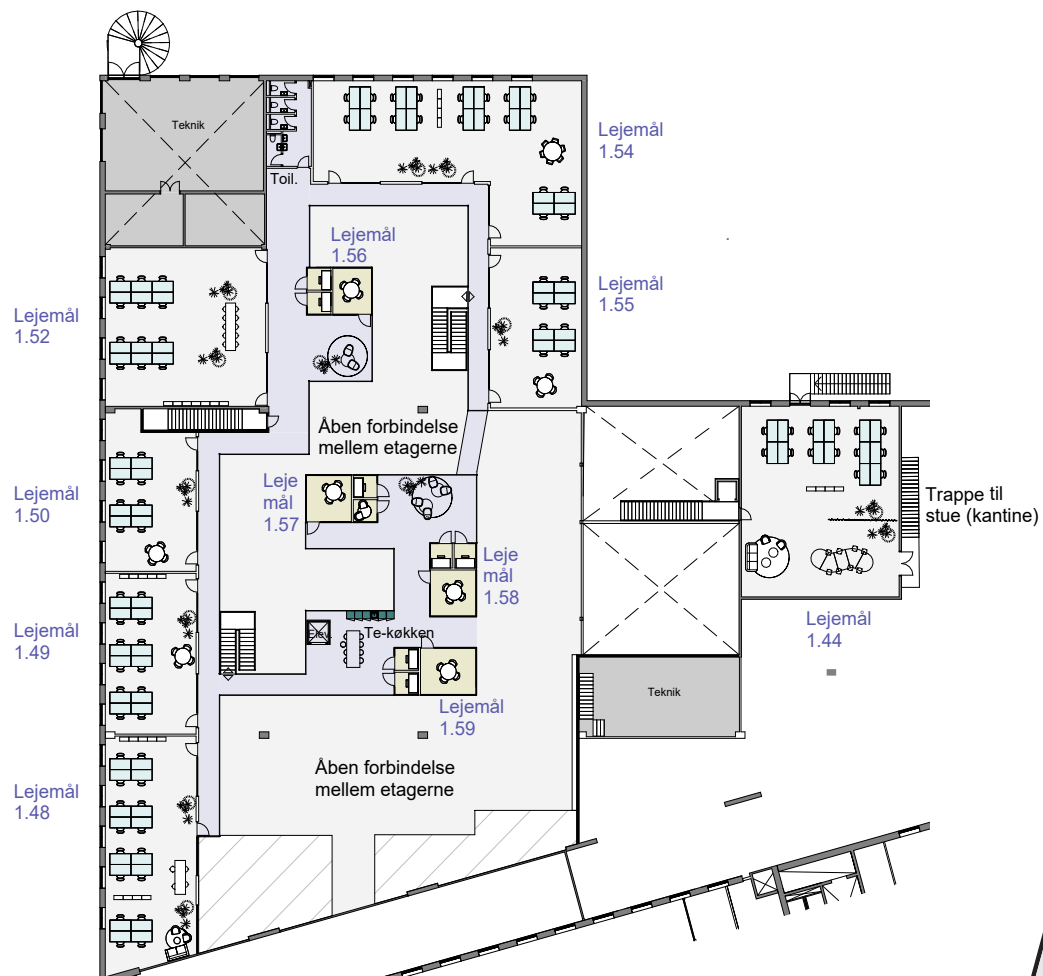 Teknik
Lejemål
1.54
Toil.
Lejemål
1.56
Lejemål
1.55
Lejemål
1.52
Åben forbindelse
mellem etagerne
Leje
mål
1.57
Lejemål
1.50
Trappe til
stue (kantine)
Leje
mål
1.58
Lejemål
1.49
Elev.
Te-køkken
Lejemål
1.44
Teknik
Lejemål
1.59
Åben forbindelse
mellem etagerne
Lejemål
1.48